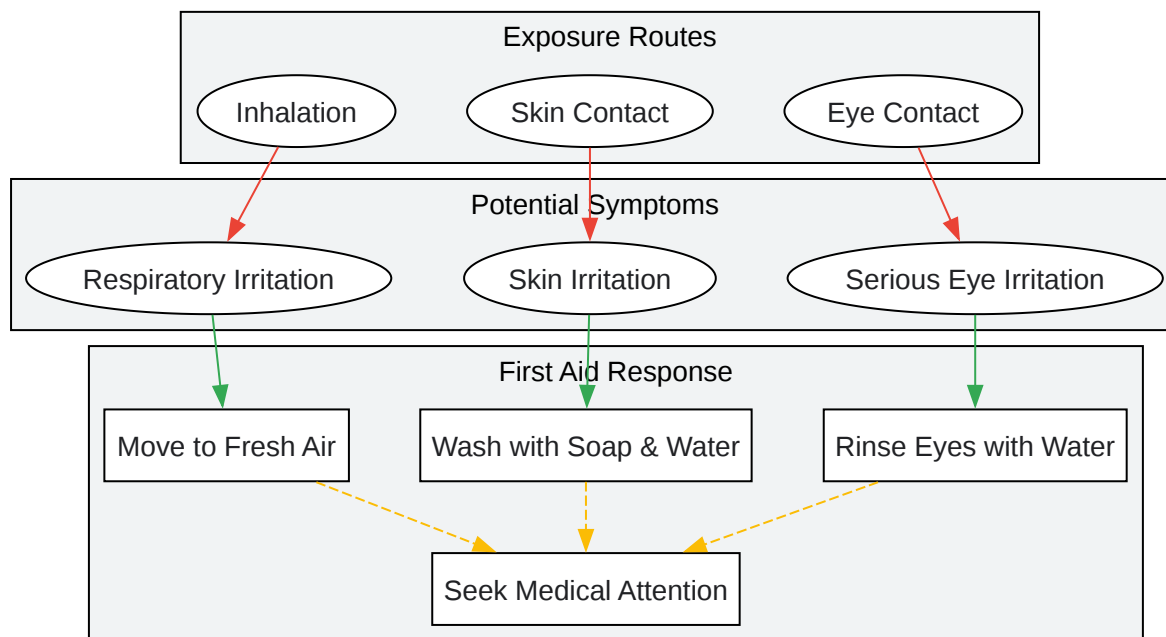 Exposure Routes
Inhalation
Skin Contact
Eye Contact
Potential Symptoms
Respiratory Irritation
Skin Irritation
Serious Eye Irritation
First Aid Response
Move to Fresh Air
Wash with Soap & Water
Rinse Eyes with Water
Seek Medical Attention